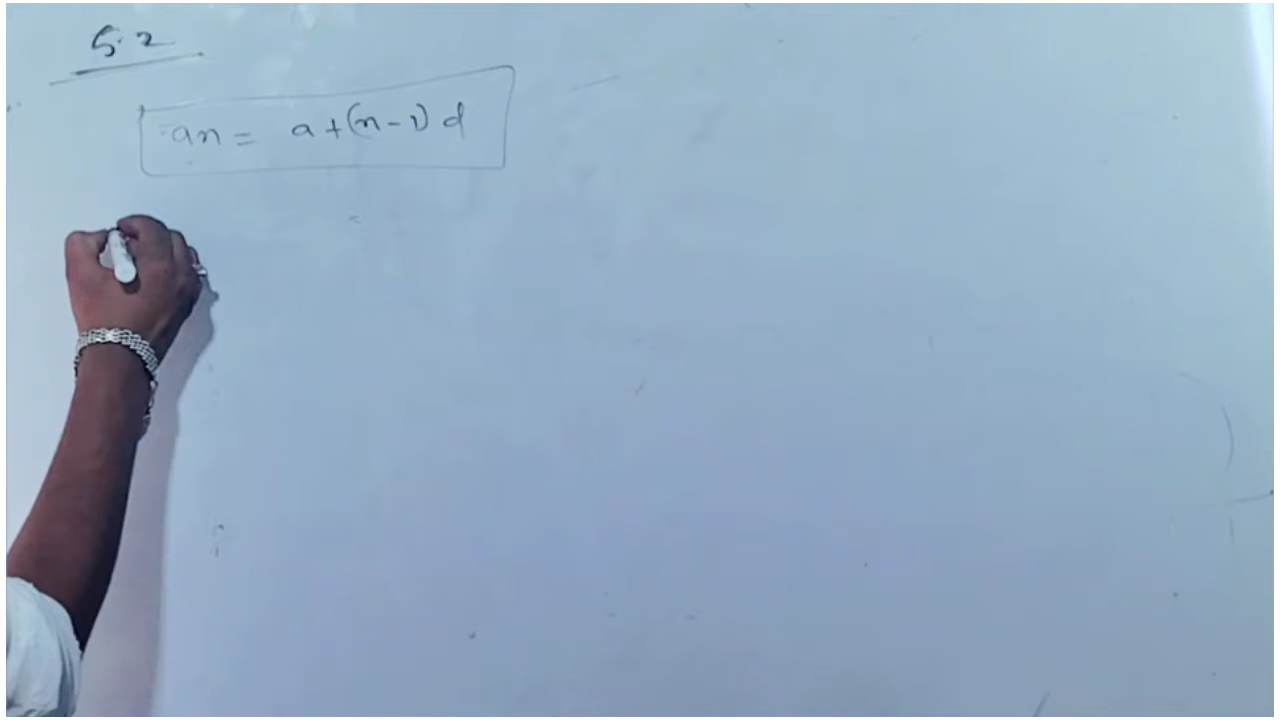 5.2
an = a+(n-1)d